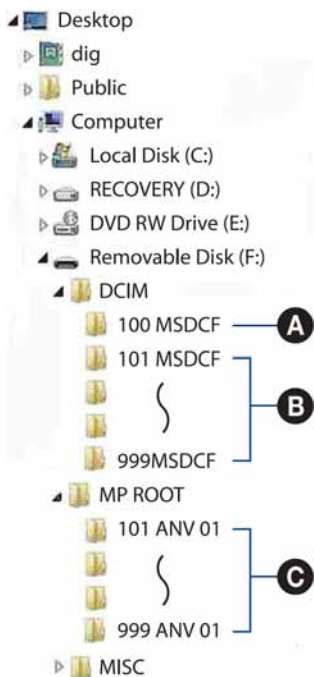 Desktop
dig
Public
Computer
Local Disk (C:)
RECOVERY (D:)
DVD RW Drive (E:)
Removable Disk (F:)
DCIM
100 MSDCF A
101 MSDCF
B
999MSDCF
MP ROOT
101 ANV 01
C
999 ANV 01
MISC